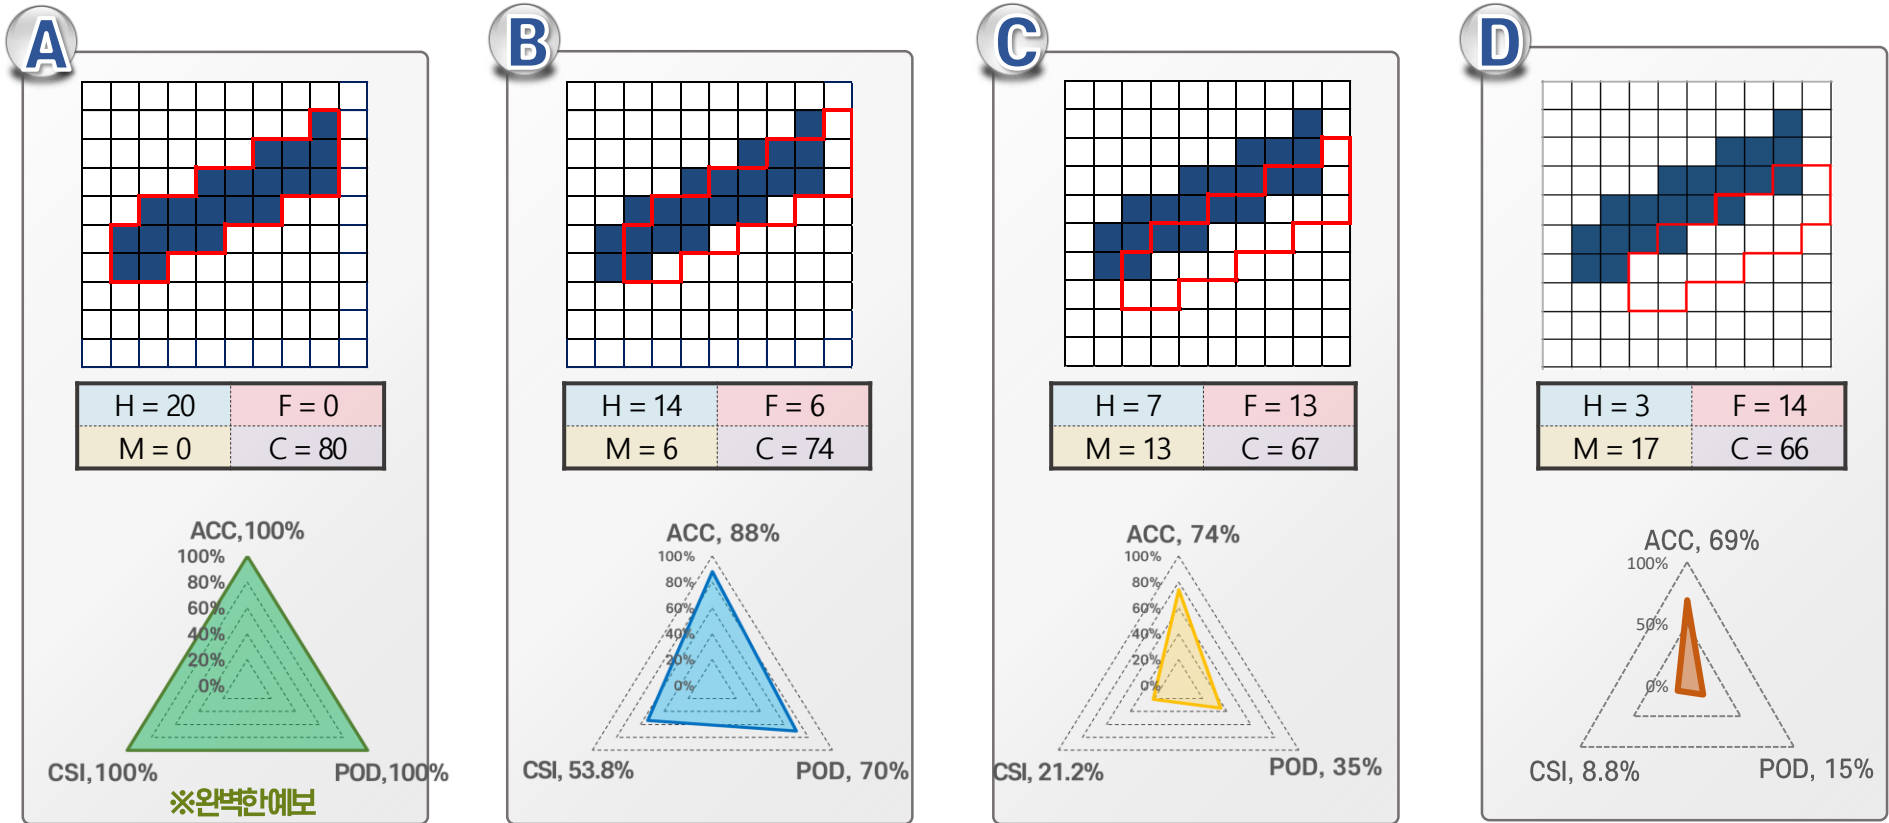 A
H = 20 F = 0
M = 0 C = 80
ACC,100%
100%
80%
60%
40%
20%
0%
CSI,100% POD,100%
※완벽한예보
B
H = 14 F = 6
M = 6 C = 74
ACC, 88%
100%
80%
60%
40%
20%
0%
CSI, 53.8% POD, 70%
C
H = 7 F = 13
M = 13 C = 67
ACC, 74%
100%
80%
60%
40%
20%
0%
CSI, 21.2% POD, 35%
D
H = 3 F = 14
M = 17 C = 66
ACC, 69%
100%
50%
0%
CSI, 8.8% POD, 15%